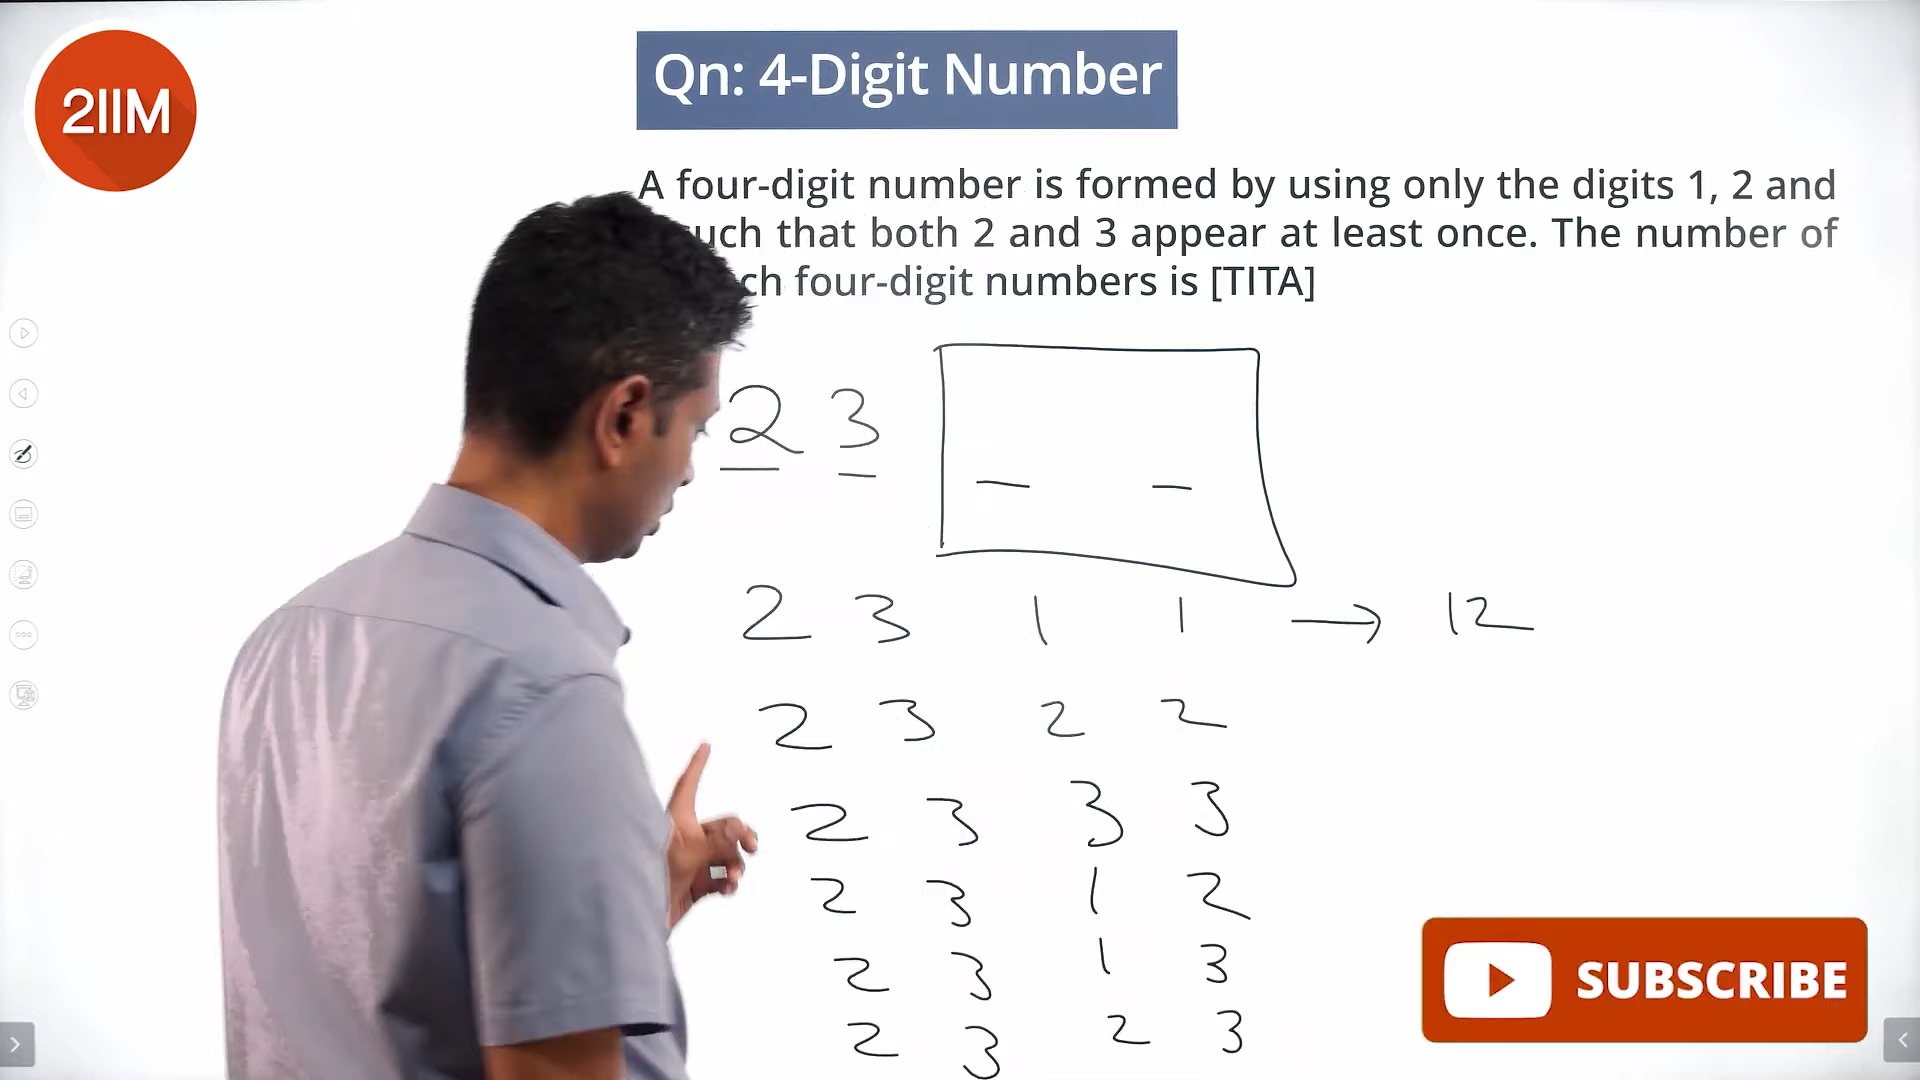 2IIM
Qn: 4-Digit Number
A four-digit number is formed by using only the digits 1, 2 and
that both 2 and 3 appear at least once. The number of
four-digit numbers is [TITA]
2 3
2 3 1 1 → 12
2 3 2 2
2 3 3 3
2 3 1 2
2 3 1 3
2 3 2 3
SUBSCRIBE